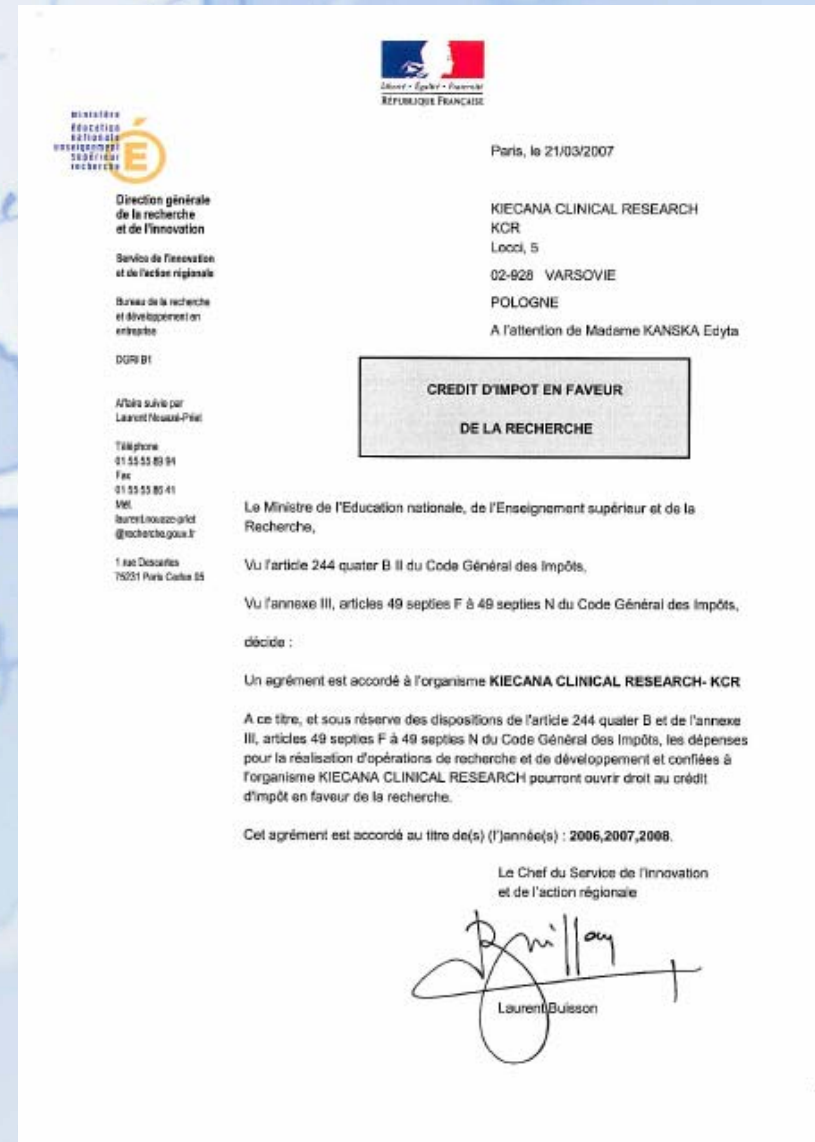 Liberté • Égalité • Fraternité
RÉPUBLIQUE FRANÇAISE
ministère
éducation
nationale
enseignement
supérieur
recherche
É
Direction générale
de la recherche
et de l'innovation
Service de l'innovation
et de l'action régionale
Bureau de la recherche
et développement en
entreprise
DGRI B1
Affaire suivie par
Laurent
Téléphone
01 55 55 89 94
Fax
01 55 55 86 41
Mél.
1 rue Descartes
75231 Paris Cedex 05
Paris, le 21/03/2007
KIECANA CLINICAL RESEARCH
KCR
Locci, 5
02-928 VARSOVIE
POLOGNE
A l'attention de Madame KANSKA Edyta
CREDIT D'IMPOT EN FAVEUR
DE LA RECHERCHE
Le Ministre de l'Education nationale, de l'Enseignement supérieur et de la
Recherche,
Vu l'article 244 quater B II du Code Général des Impôts,
Vu l'annexe III, articles 49 septies F à 49 septies N du Code Général des Impôts,
décide :
Un agrément est accordé à l'organisme KIECANA CLINICAL RESEARCH- KCR
A ce titre, et sous réserve des dispositions de l'article 244 quater B et de l'annexe
III, articles 49 septies F à 49 septies N du Code Général des Impôts, les dépenses
pour la réalisation d'opérations de recherche et de développement et confiées à
l'organisme KIECANA CLINICAL RESEARCH pourront ouvrir droit au crédit
d'impôt en faveur de la recherche.
Cet agrément est accordé au titre de(s) (l')année(s) : 2006,2007,2008.
Le Chef du Service de l'innovation
et de l'action régionale
Laurent Buisson